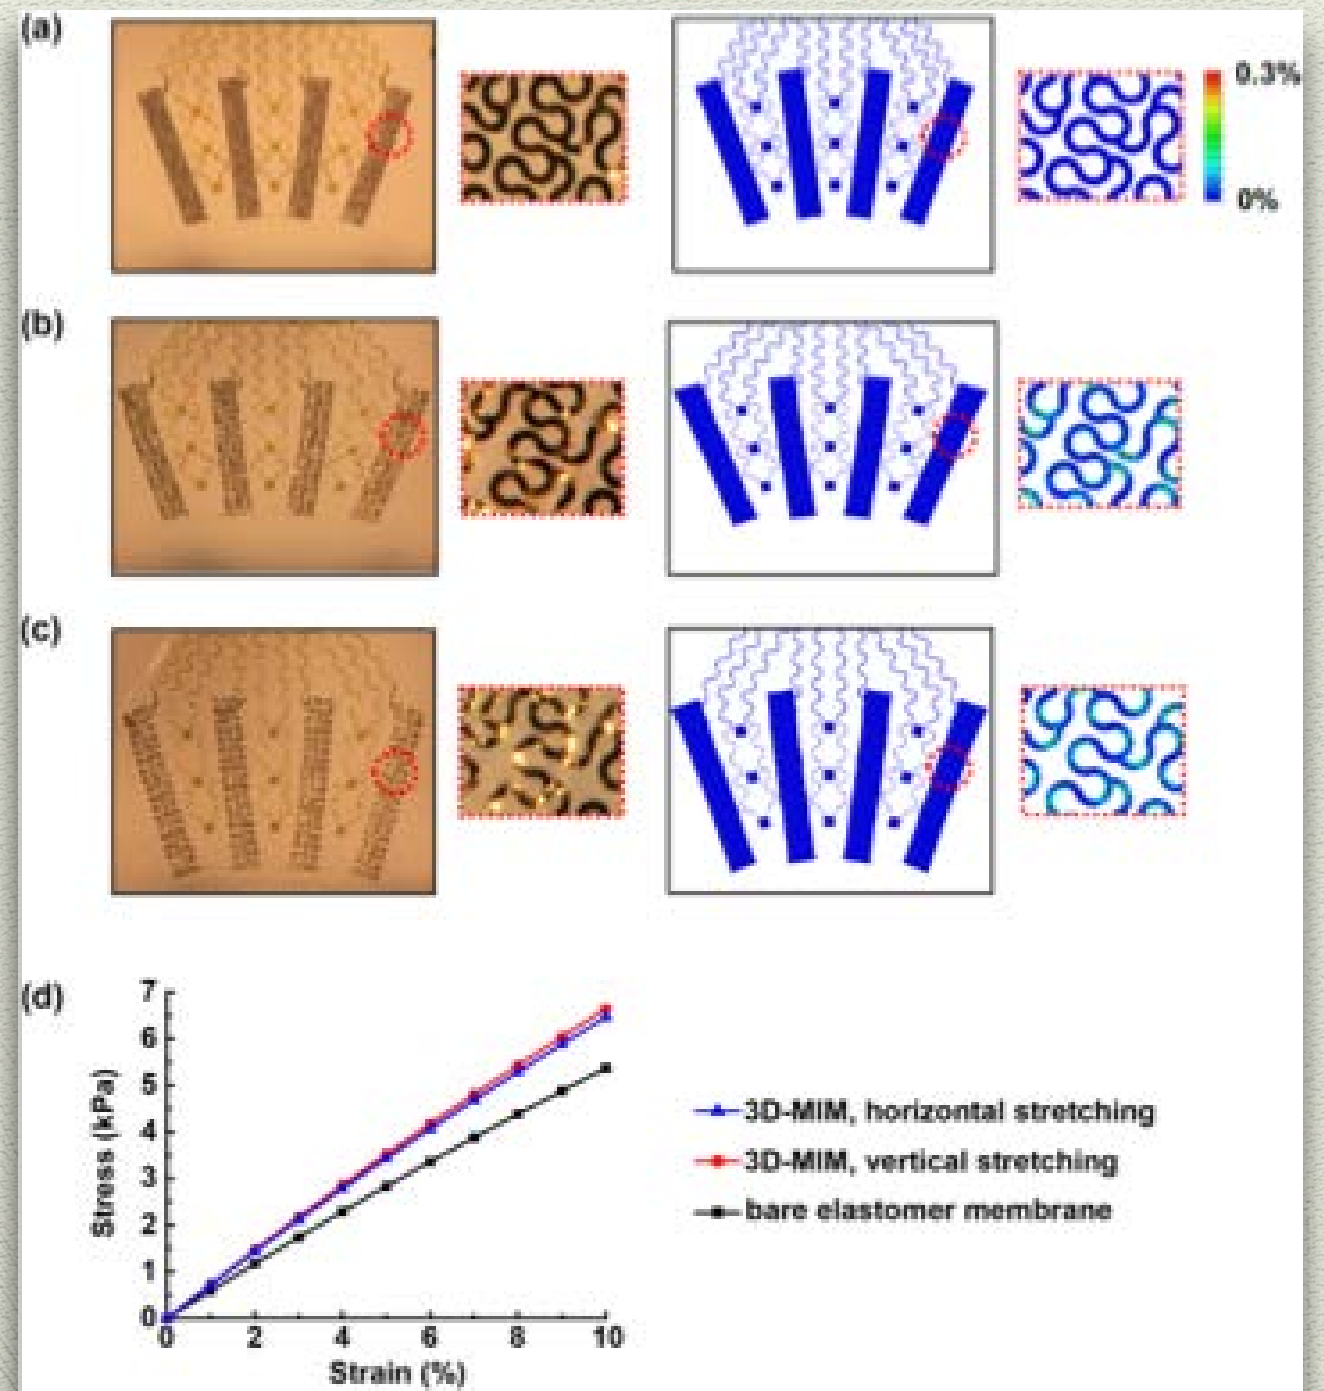 (a)
0.3%
0%
(b)
(c)
(d)
7
6
5
4
3
2
1
0
Stress (kPa)
0 2 4 6 8 10
Strain (%)
3D-MIM, horizontal stretching
3D-MIM, vertical stretching
bare elastomer membrane